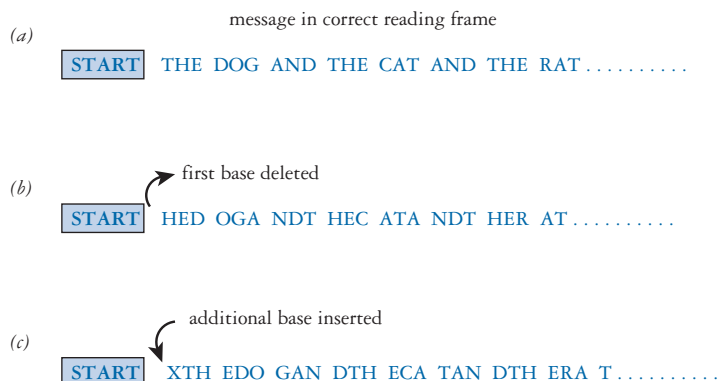 message in correct reading frame
(a)
START THE DOG AND THE CAT AND THE RAT . . . . . . . . . .
first base deleted
(b)
START HED OGA NDT HEC ATA NDT HER AT . . . . . . . . . .
additional base inserted
(c)
START XTH EDO GAN DTH ECA TAN DTH ERA T . . . . . . . . . .